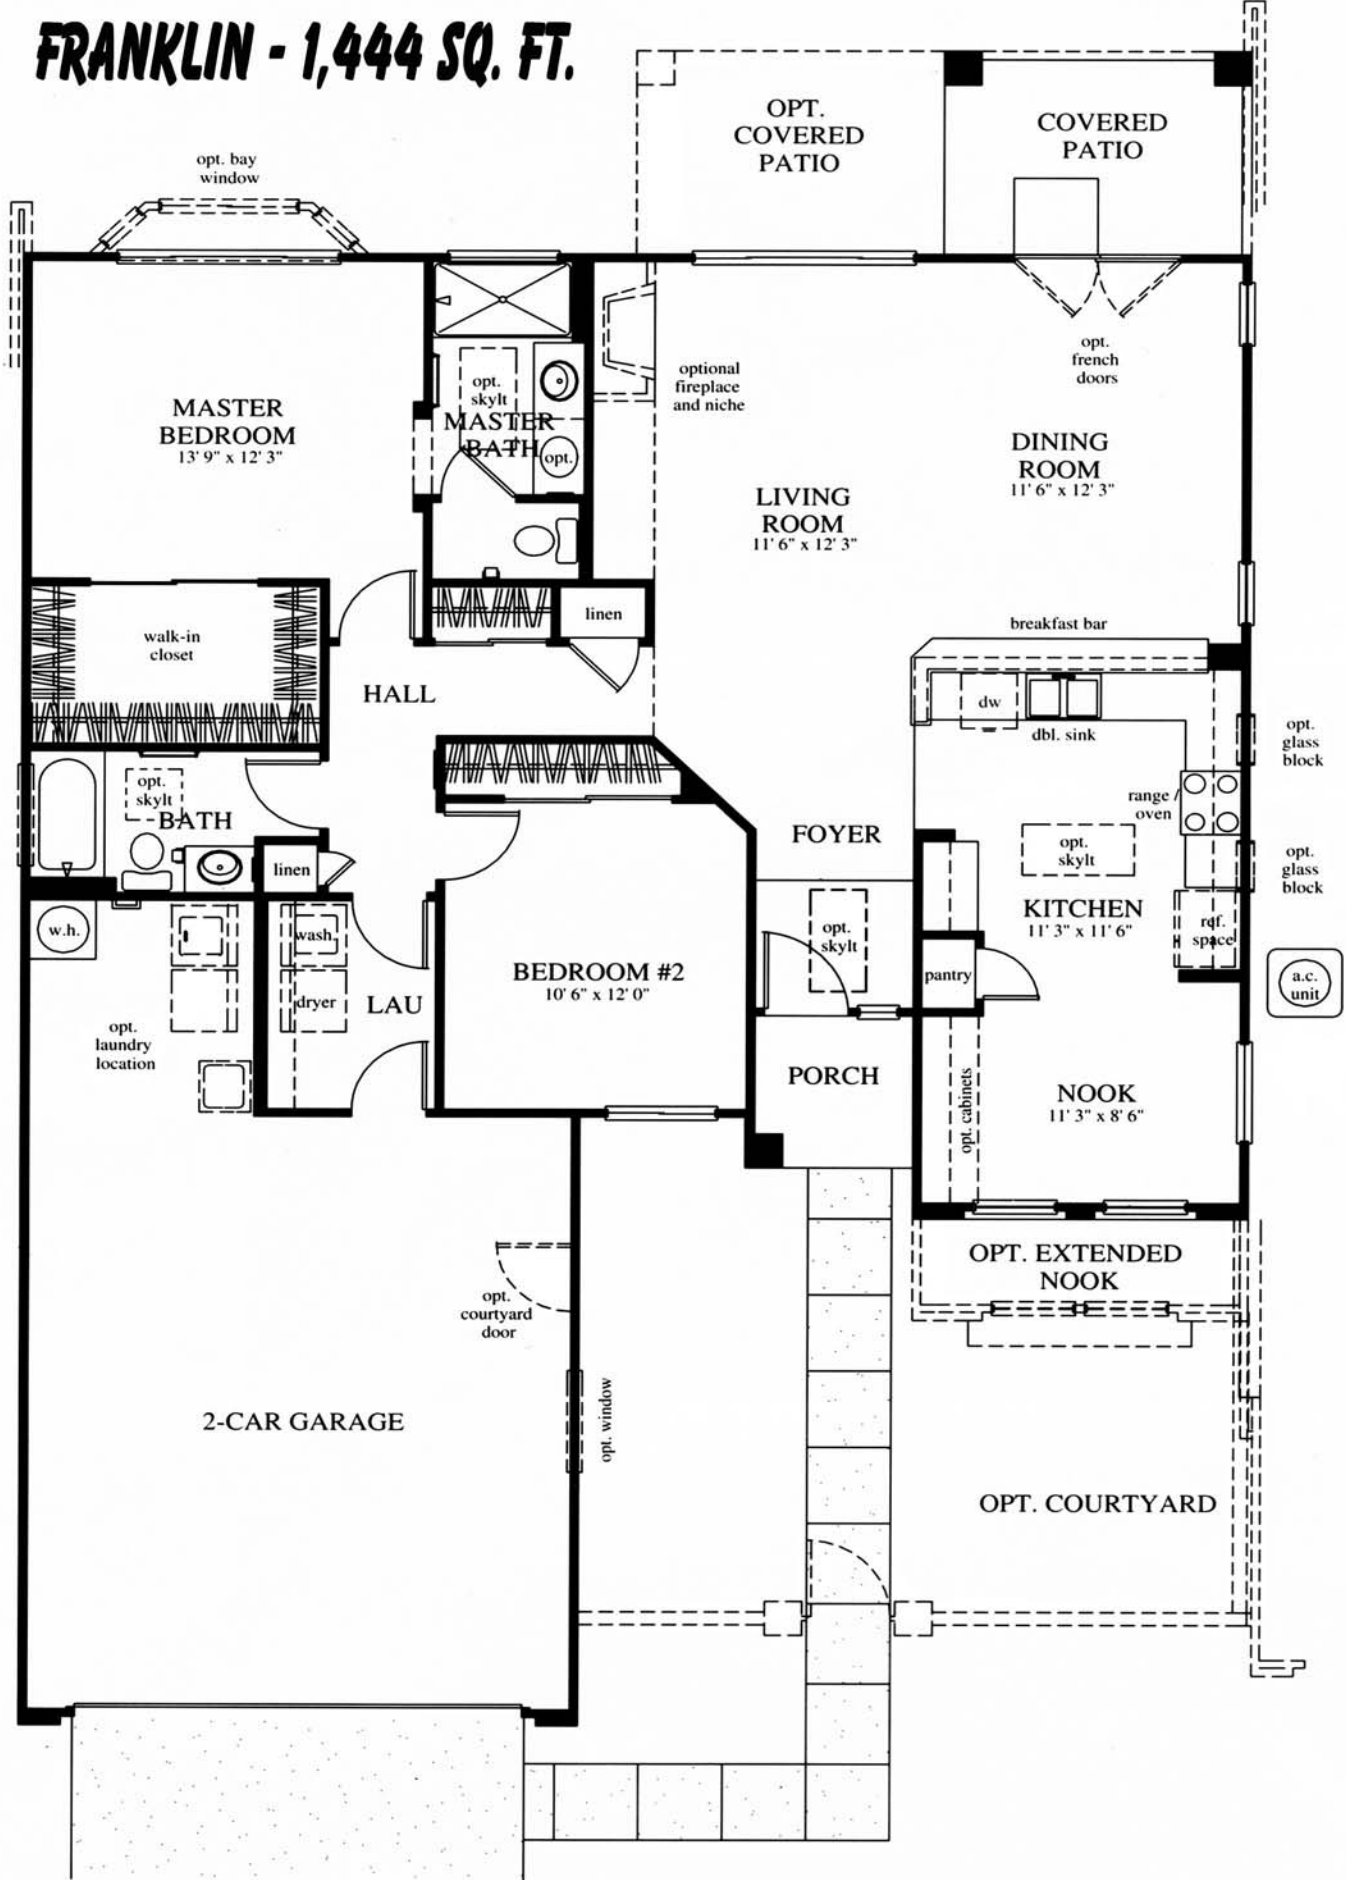 FRANKLIN - 1,444 SQ. FT.
OPT.
COVERED
PATIO
COVERED
PATIO
opt. bay
window
MASTER
BEDROOM
13' 9" x 12' 3"
opt.
skylt
MASTER
BATH
opt.
optional
fireplace
and niche
opt.
french
doors
LIVING
ROOM
11' 6" x 12' 3"
DINING
ROOM
11' 6" x 12' 3"
walk-in
closet
linen
HALL
breakfast bar
dw
dbl. sink
opt.
glass
block
range /
oven
opt.
skylt
BATH
linen
FOYER
opt.
skylt
opt.
glass
block
KITCHEN
11' 3" x 11' 6"
ref.
space
w.h.
wash.
dryer
LAU
opt.
laundry
location
BEDROOM #2
10' 6" x 12' 0"
opt.
skylt
pantry
a.c.
unit
PORCH
opt. cabinets
NOOK
11' 3" x 8' 6"
OPT. EXTENDED
NOOK
opt.
courtyard
door
2-CAR GARAGE
opt. window
OPT. COURTYARD